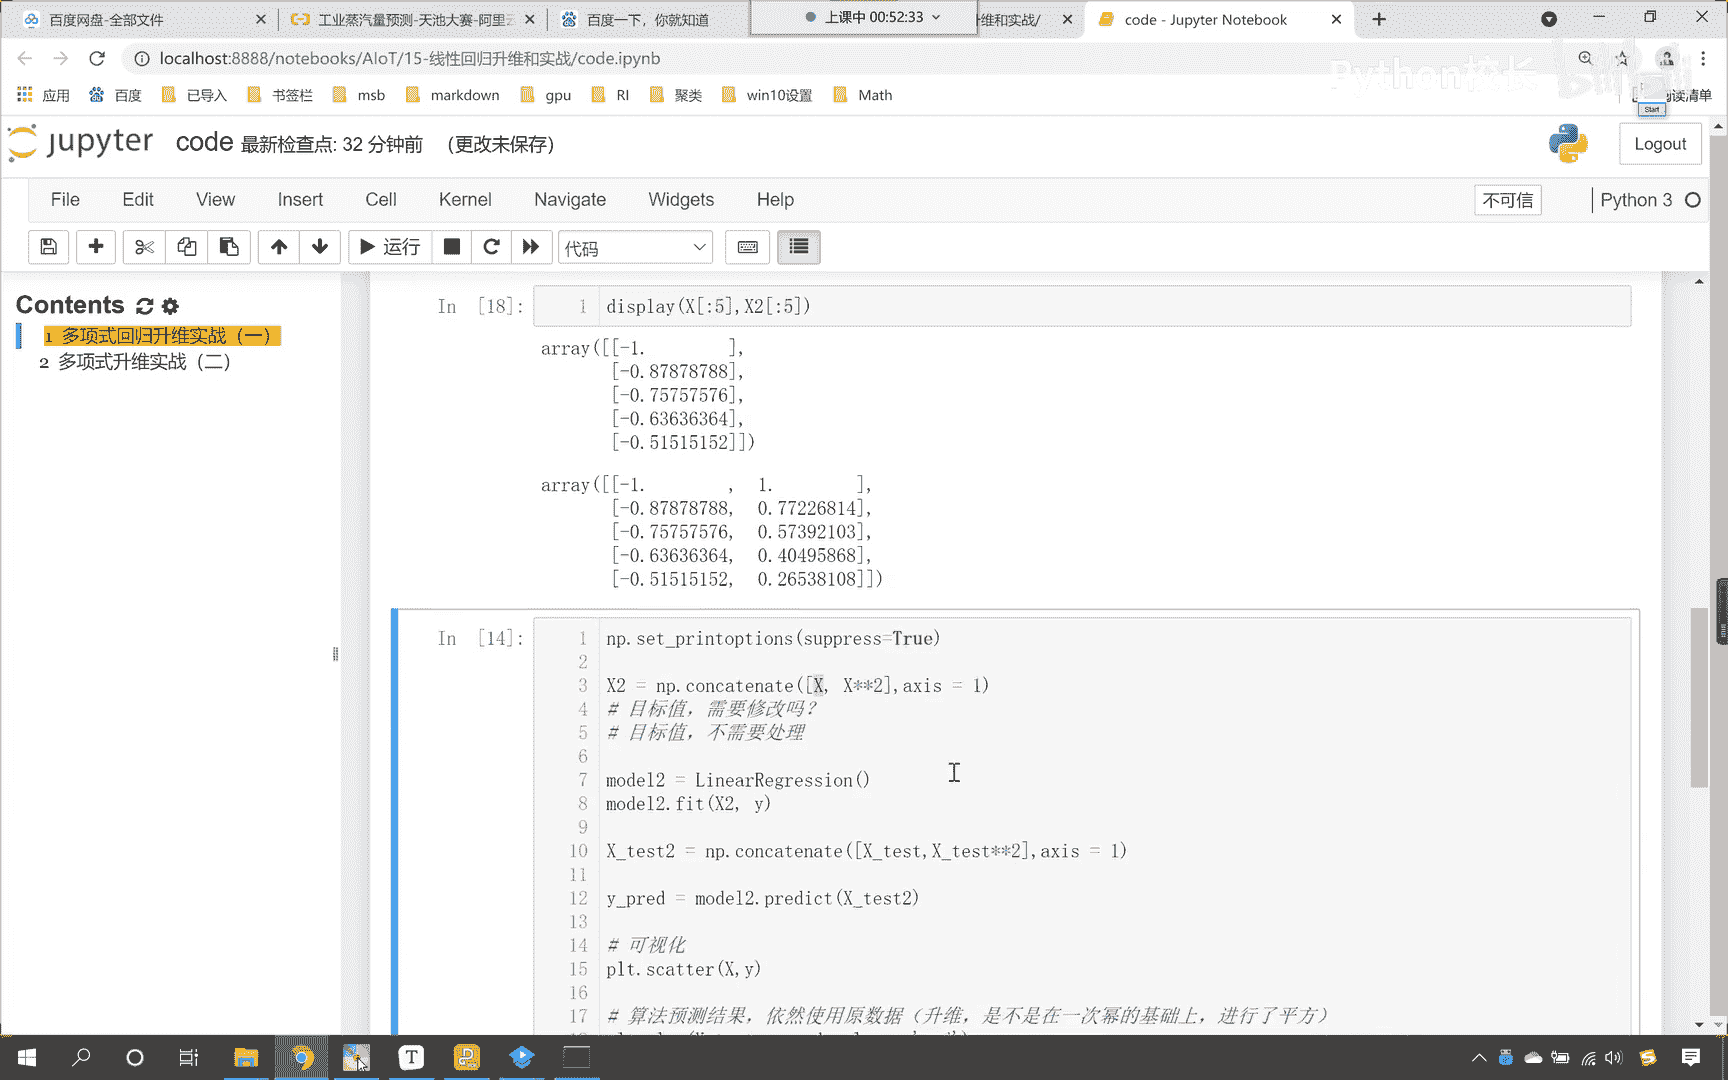 百度网盘-全部文件
工业蒸汽量预测-天池大赛-阿里云
百度一下，你就知道
上课中 00:52:33
维和实战/
code - Jupyter Notebook
localhost:8888/notebooks/AIoT/15-线性回归升维和实战/code.ipynb
Python校长
应用 百度 已导入 书签栏 msb markdown gpu RI 聚类 win10设置 Math 阅读清单
Start
jupyter code 最新检查点: 32 分钟前 (更改未保存)
Logout
File Edit View Insert Cell Kernel Navigate Widgets Help
不可信
Python 3
运行
代码
Contents
1 多项式回归升维实战（一）
2 多项式升维实战（二）
In [18]:
1 display(X[:5],X2[:5])
array([[-1.        ],
[-0.87878788],
[-0.75757576],
[-0.63636364],
[-0.51515152]])
array([[-1.        ,  1.        ],
[-0.87878788,  0.77226814],
[-0.75757576,  0.57392103],
[-0.63636364,  0.40495868],
[-0.51515152,  0.26538108]])
In [14]:
1 np.set_printoptions(suppress=True)
2
3 X2 = np.concatenate([X, X**2],axis = 1)
4 # 目标值，需要修改吗？
5 # 目标值，不需要处理
6
7 model2 = LinearRegression()
8 model2.fit(X2, y)
9
10 X_test2 = np.concatenate([X_test,X_test**2],axis = 1)
11
12 y_pred = model2.predict(X_test2)
13
14 # 可视化
15 plt.scatter(X,y)
16
17 # 算法预测结果，依然使用原数据（升维，是不是在一次幂的基础上，进行了平方）